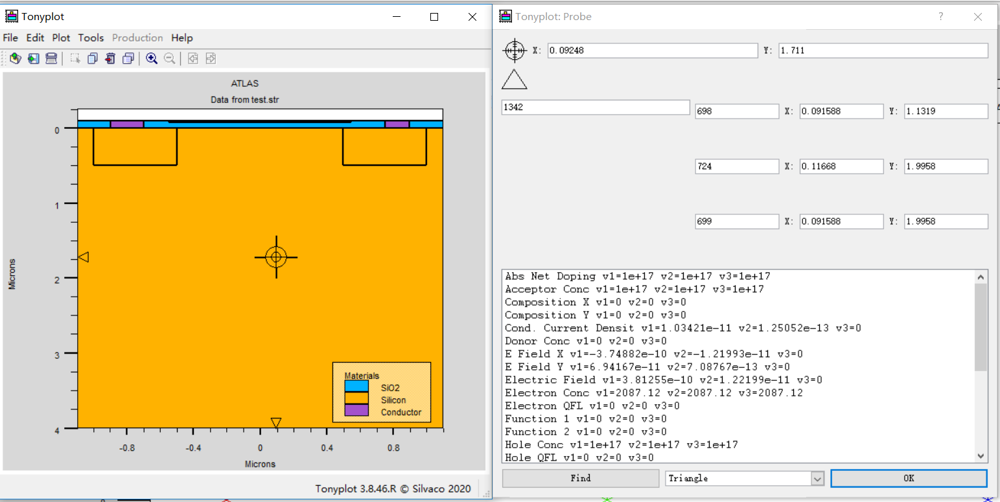 Tonyplot
File Edit Plot Tools Production Help
ATLAS
Data from test.str
0
1
2
3
4
Microns
-0.8 -0.4 0 0.4 0.8
Microns
Materials
SiO2
Silicon
Conductor
Tonyplot 3.8.46.R © Silvaco 2020
Tonyplot: Probe ?
X: 0.09248 Y: 1.711
1342 698 X: 0.091588 Y: 1.1319
724 X: 0.11668 Y: 1.9958
699 X: 0.091588 Y: 1.9958
Abs Net Doping v1=1e+17 v2=1e+17 v3=1e+17
Acceptor Conc v1=1e+17 v2=1e+17 v3=1e+17
Composition X v1=0 v2=0 v3=0
Composition Y v1=0 v2=0 v3=0
Cond. Current Densit v1=1.03421e-11 v2=1.25052e-13 v3=0
Donor Conc v1=0 v2=0 v3=0
E Field X v1=-3.74882e-10 v2=-1.21993e-11 v3=0
E Field Y v1=6.94167e-11 v2=7.08767e-13 v3=0
Electric Field v1=3.81255e-10 v2=1.22199e-11 v3=0
Electron Conc v1=2087.12 v2=2087.12 v3=2087.12
Electron QFL v1=0 v2=0 v3=0
Function 1 v1=0 v2=0 v3=0
Function 2 v1=0 v2=0 v3=0
Hole Conc v1=1e+17 v2=1e+17 v3=1e+17
Hole QFL v1=0 v2=0 v3=0
Find Triangle OK